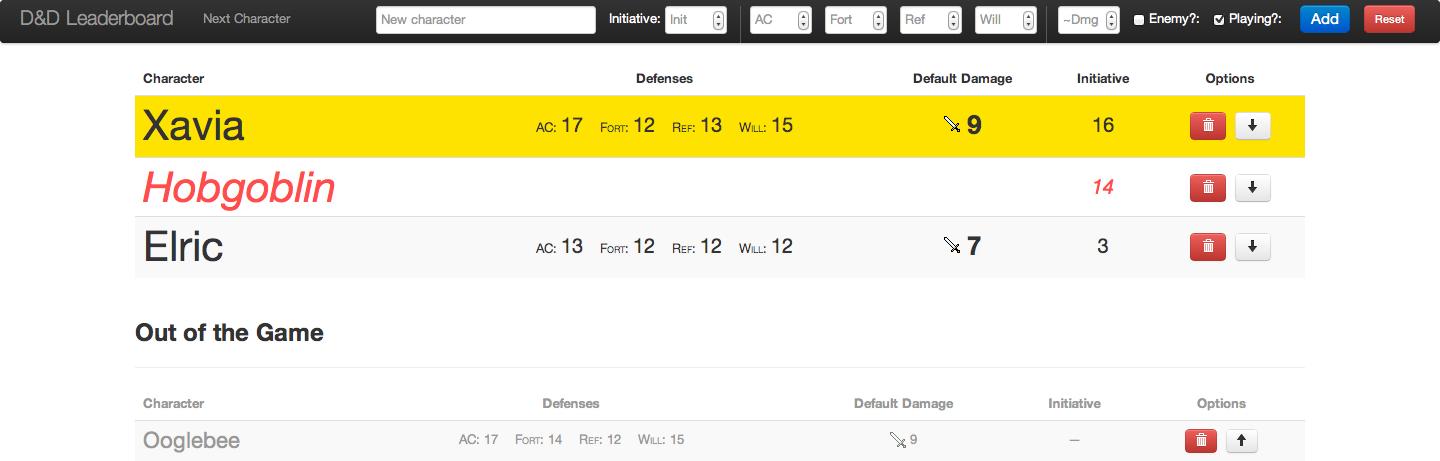 D&D Leaderboard Next Character New character Initiative: Init AC Fort Ref Will ~Dmg Enemy?: Playing?: Add Reset
Character Defenses Default Damage Initiative Options
Xavia AC: 17 Fort: 12 Ref: 13 Will: 15 9 16
Hobgoblin 14
Elric AC: 13 Fort: 12 Ref: 12 Will: 12 7 3
Out of the Game
Character Defenses Default Damage Initiative Options
Ooglebee AC: 17 Fort: 14 Ref: 12 Will: 15 9 —